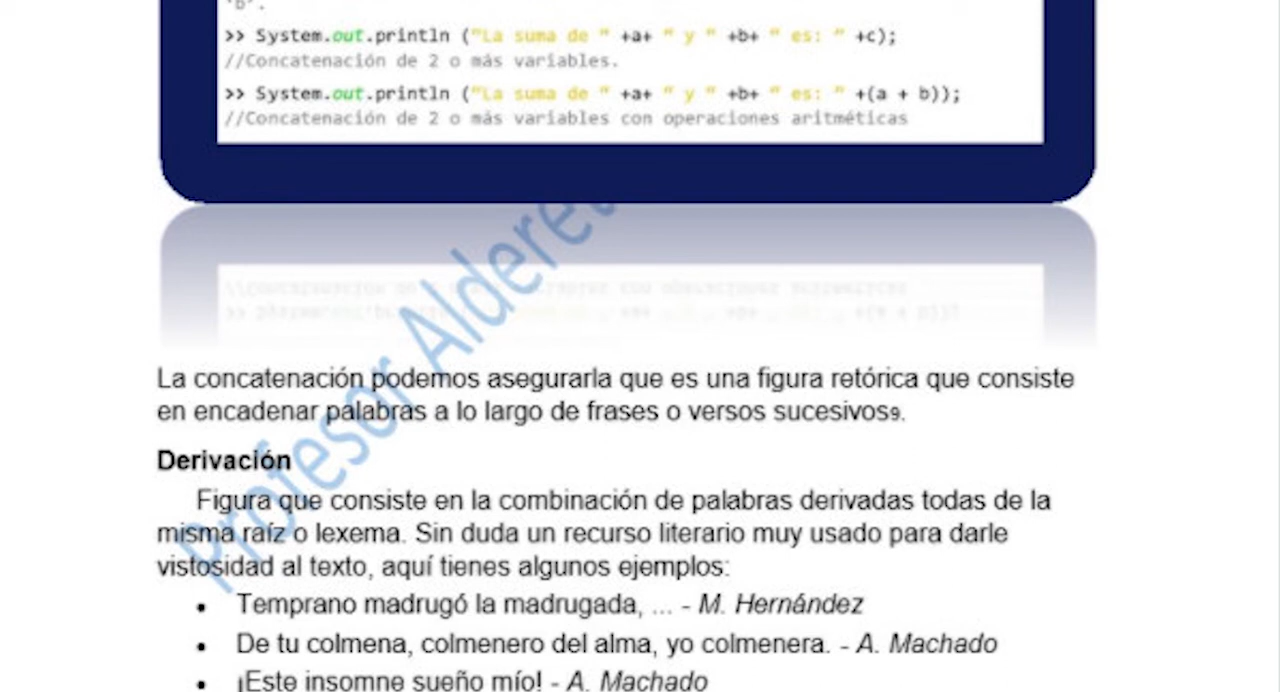 'b'.
>> System.out.println ("La suma de " +a+ " y " +b+ " es: " +c);
//Concatenación de 2 o más variables.
>> System.out.println ("La suma de " +a+ " y " +b+ " es: " +(a + b));
//Concatenación de 2 o más variables con operaciones aritméticas
La concatenación podemos asegurarla que es una figura retórica que consiste
en encadenar palabras a lo largo de frases o versos sucesivos9.
Derivación
Figura que consiste en la combinación de palabras derivadas todas de la
misma raíz o lexema. Sin duda un recurso literario muy usado para darle
vistosidad al texto, aquí tienes algunos ejemplos:
• Temprano madrugó la madrugada, ... - M. Hernández
• De tu colmena, colmenero del alma, yo colmenera. - A. Machado
• ¡Este insomne sueño mío! - A. Machado
Profesor